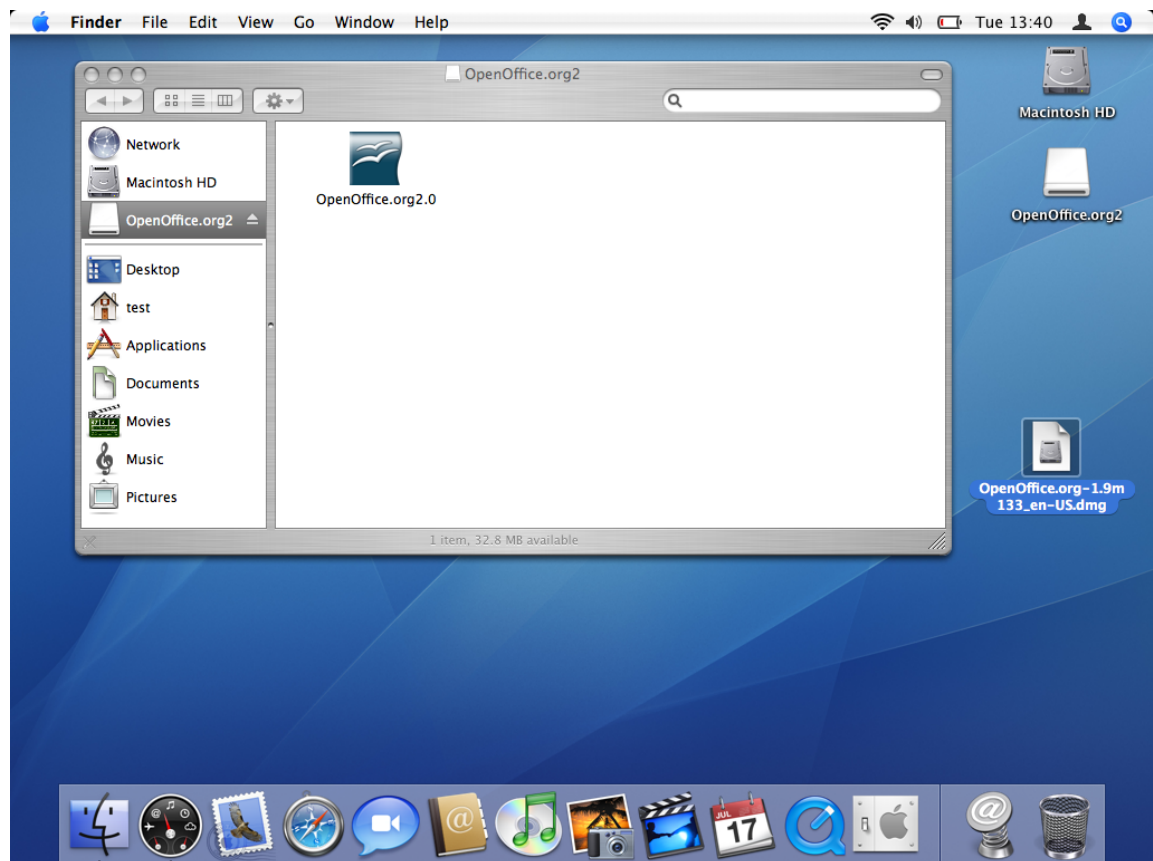 Finder File Edit View Go Window Help Tue 13:40
OpenOffice.org2
Network
Macintosh HD
OpenOffice.org2
Desktop
test
Applications
Documents
Movies
Music
Pictures
OpenOffice.org2.0
1 item, 32.8 MB available
Macintosh HD
OpenOffice.org2
OpenOffice.org-1.9m
133_en-US.dmg
JUL
17